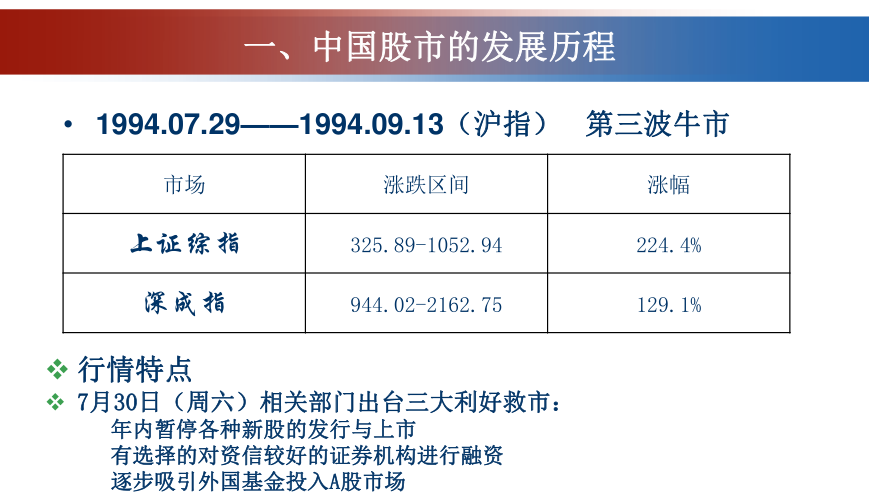 一、中国股市的发展历程
• 1994.07.29——1994.09.13（沪指） 第三波牛市
市场 涨跌区间 涨幅
上证综指 325.89-1052.94 224.4%
深成指 944.02-2162.75 129.1%
❖ 行情特点
❖ 7月30日（周六）相关部门出台三大利好救市：
年内暂停各种新股的发行与上市
有选择的对资信较好的证券机构进行融资
逐步吸引外国基金投入A股市场